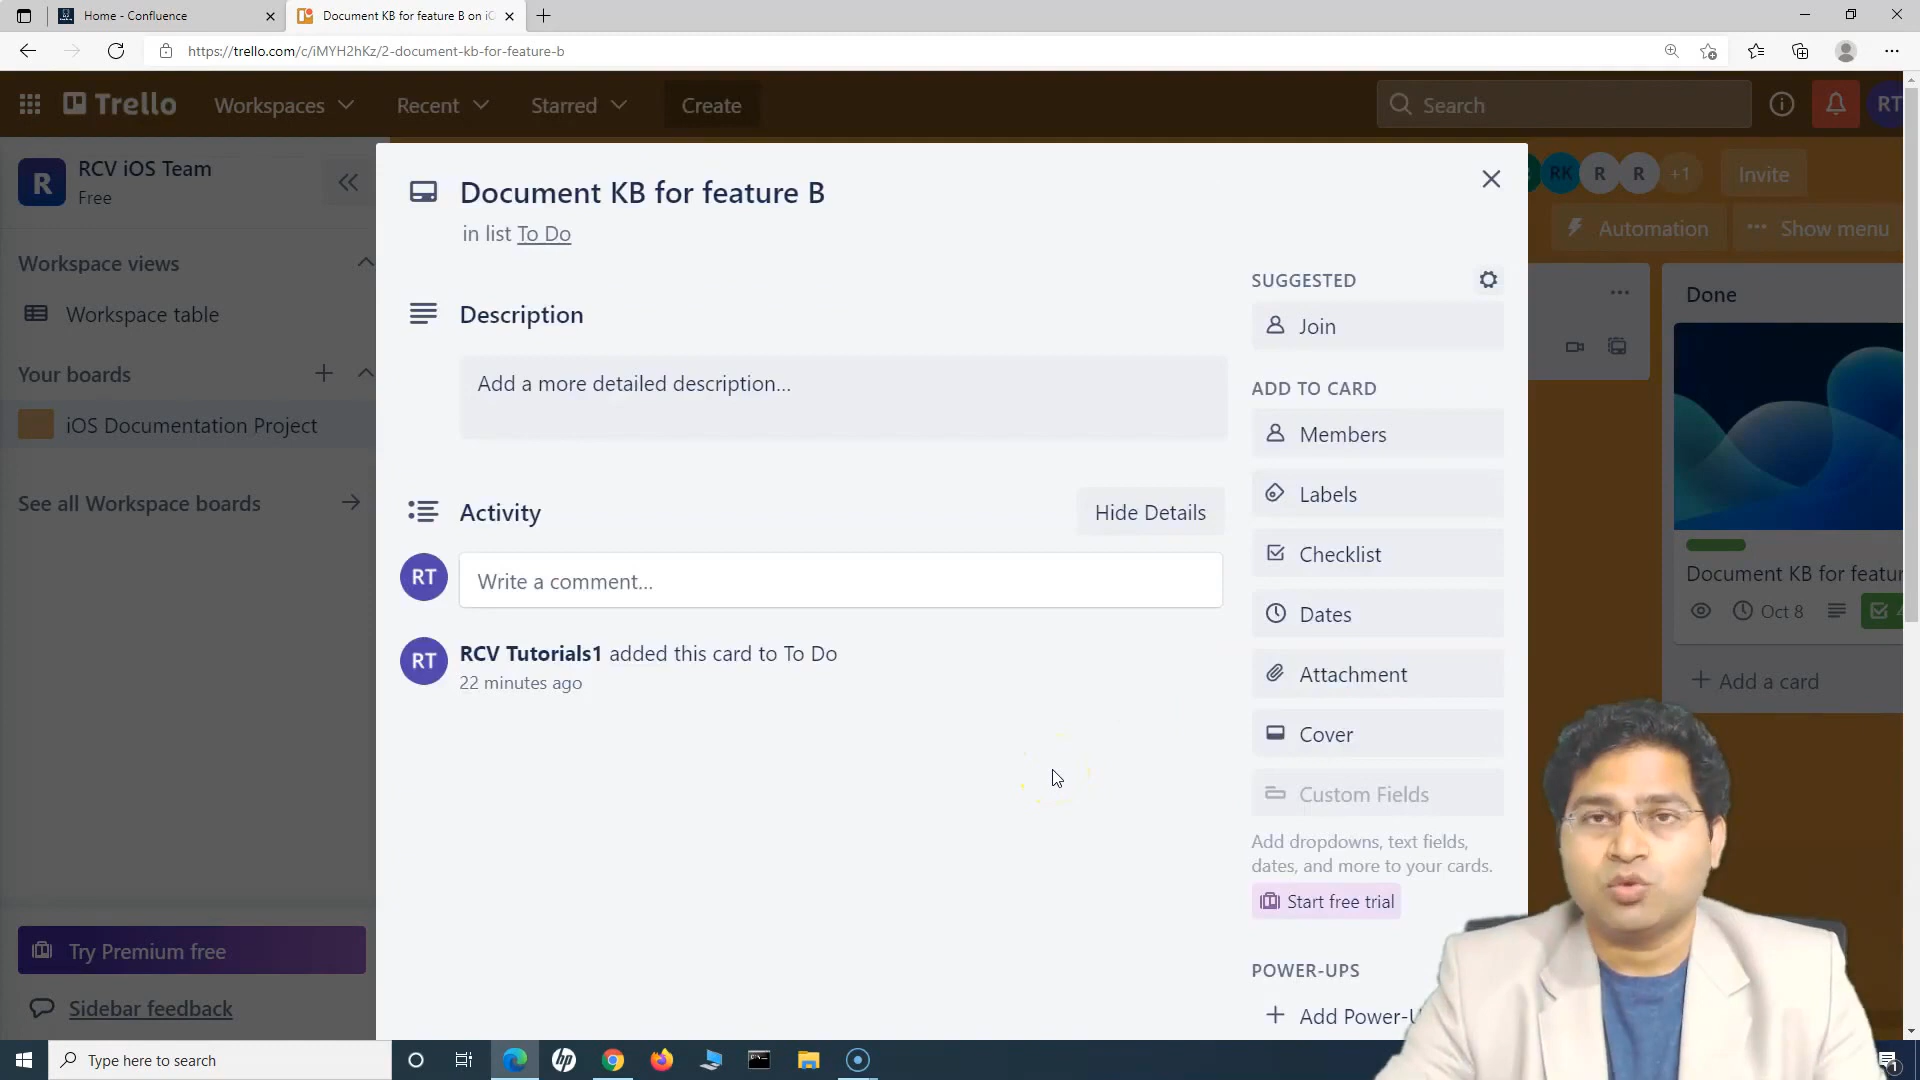 Home - Confluence
Document KB for feature B on iO
https://trello.com/c/iMYH2hKz/2-document-kb-for-feature-b
Trello
Workspaces
Recent
Starred
Create
Search
RT
R
RCV iOS Team
Free
Workspace views
Workspace table
Your boards
iOS Documentation Project
See all Workspace boards
Try Premium free
Sidebar feedback
Document KB for feature B
in list To Do
Description
Add a more detailed description...
Activity
Hide Details
RT
Write a comment...
RT
RCV Tutorials1 added this card to To Do
22 minutes ago
SUGGESTED
Join
ADD TO CARD
Members
Labels
Checklist
Dates
Attachment
Cover
Custom Fields
Add dropdowns, text fields,
dates, and more to your cards.
Start free trial
POWER-UPS
Add Power-U
RK
R
R
+1
Invite
Automation
Show menu
Done
Document KB for featur
Oct 8
Add a card
Type here to search
hp
1